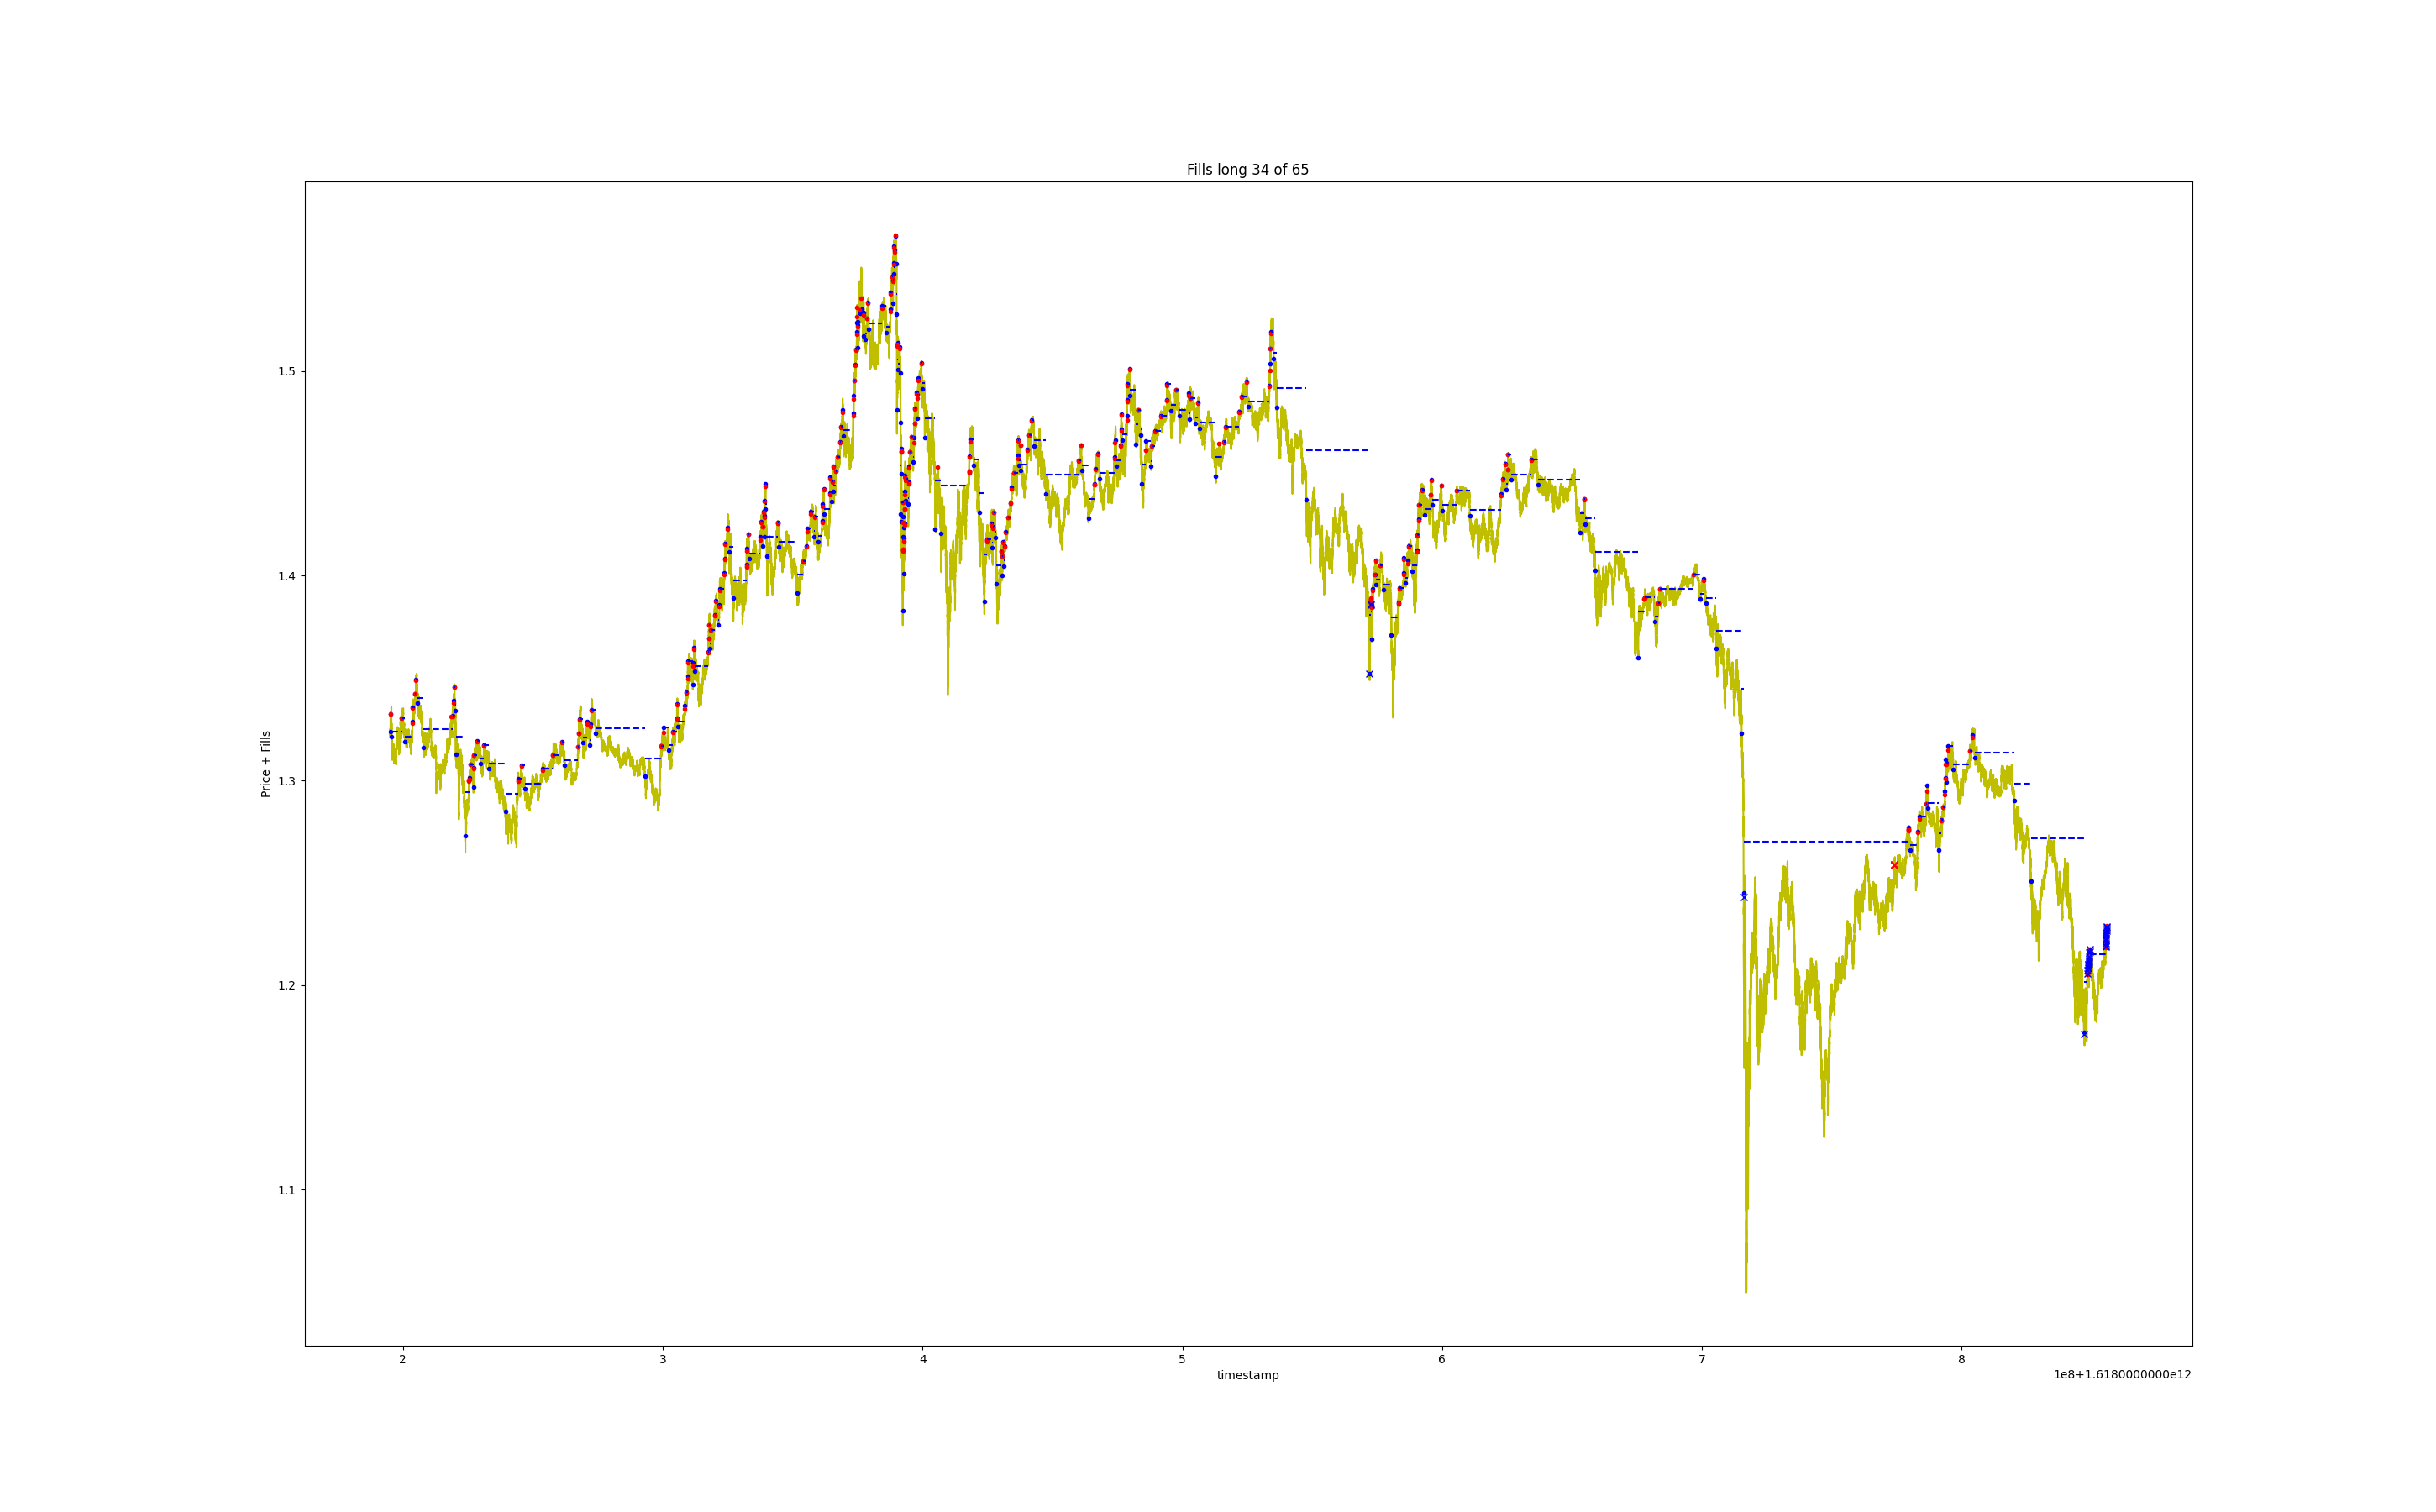 Fills long 34 of 65
Price + Fills
1.5
1.4
1.3
1.2
1.1
2 3 4 5 6 7 8
timestamp
1e8+1.6180000000e12